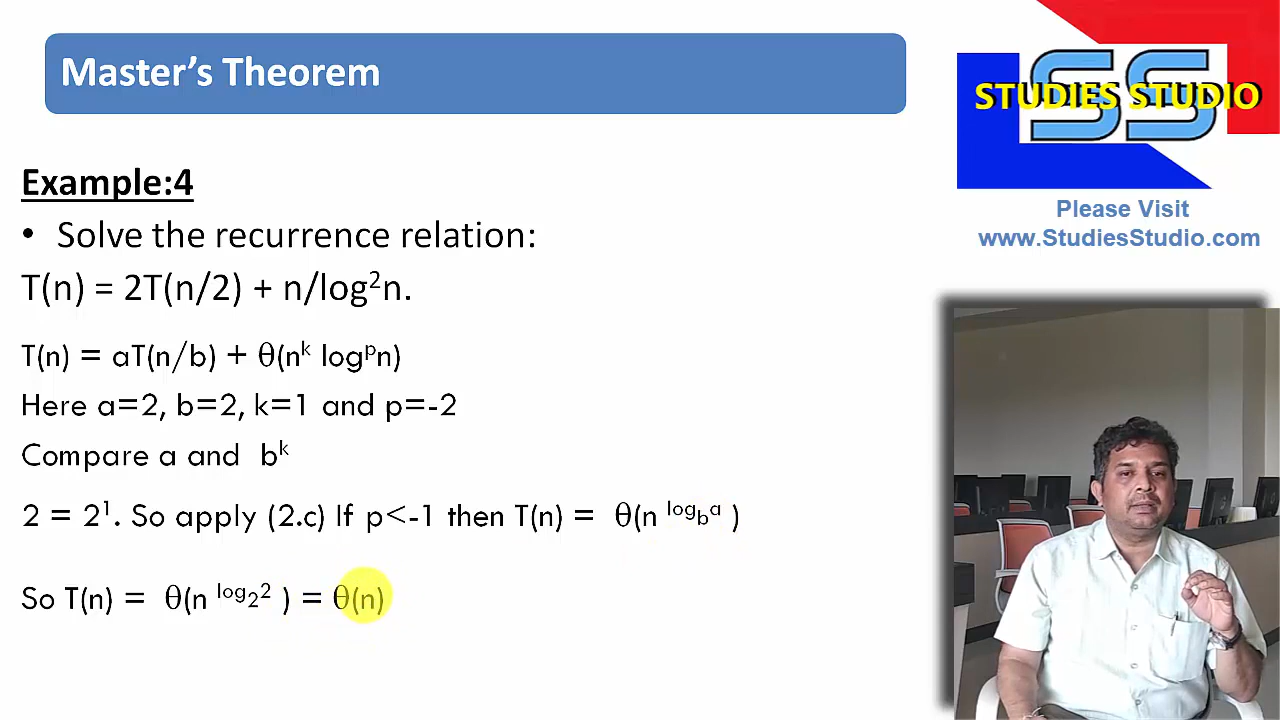 Master’s Theorem
STUDIES STUDIO
SS
Please Visit
www.StudiesStudio.com
Example:4
• Solve the recurrence relation:
T(n) = 2T(n/2) + n/log²n.
T(n) = aT(n/b) + θ(nᵏ logᵖn)
Here a=2, b=2, k=1 and p=-2
Compare a and bᵏ
2 = 2¹. So apply (2.c) If p<-1 then T(n) = θ(n ^(log_b^a) )
So T(n) = θ(n ^(log₂²) ) = θ(n)